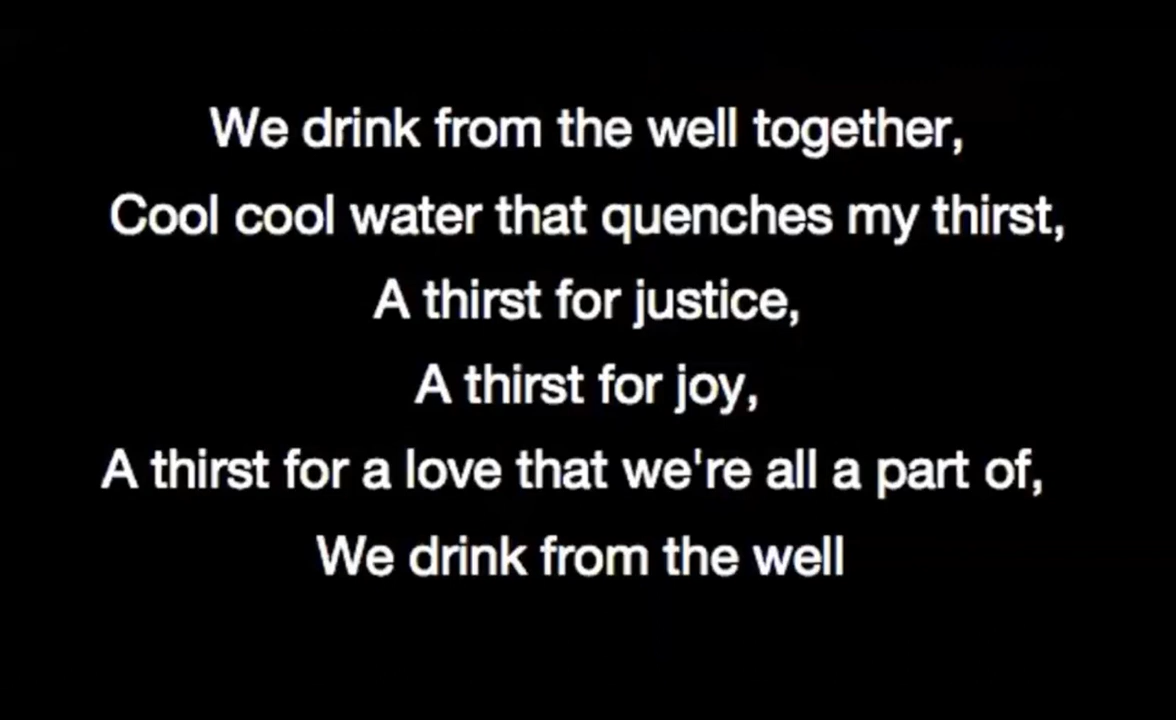 We drink from the well together,
Cool cool water that quenches my thirst,
A thirst for justice,
A thirst for joy,
A thirst for a love that we're all a part of,
We drink from the well